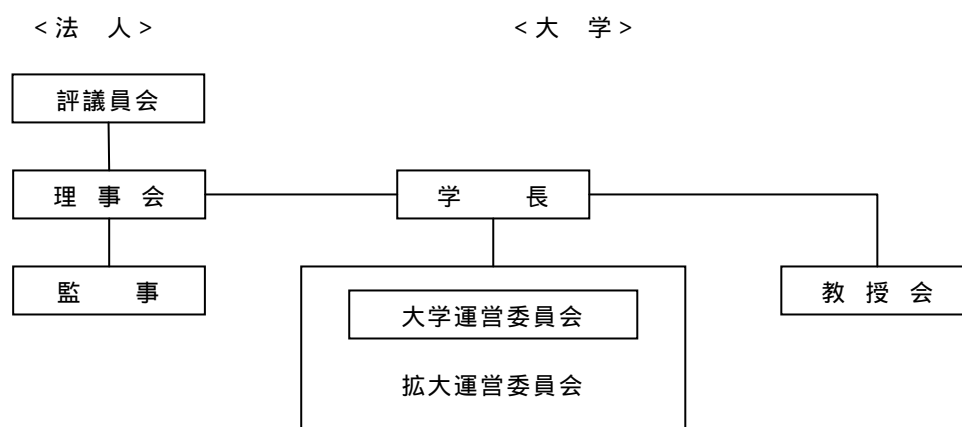 <法　人>　<大　学>
評議員会
理 事 会　学　　長
監　　事　大学運営委員会　教 授 会
拡大運営委員会